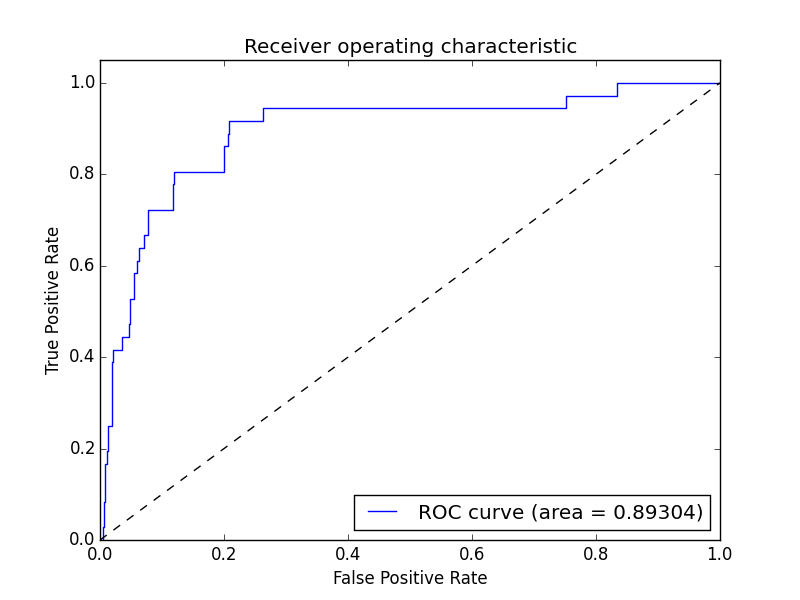 Receiver operating characteristic
1.0
0.8
0.6
0.4
0.2
0.0
True Positive Rate
ROC curve (area = 0.89304)
0.0 0.2 0.4 0.6 0.8 1.0
False Positive Rate